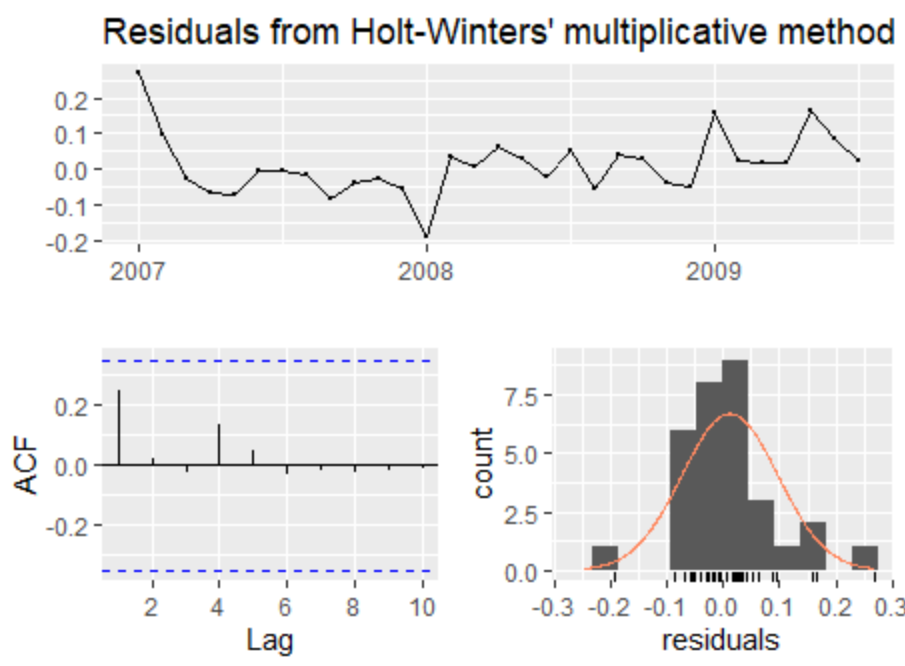 Residuals from Holt-Winters' multiplicative method
0.2
0.1
0.0
-0.1
-0.2
2007 2008 2009
ACF
0.2
0.0
-0.2
2 4 6 8 10
Lag
count
7.5
5.0
2.5
0.0
-0.3 -0.2 -0.1 0.0 0.1 0.2 0.3
residuals